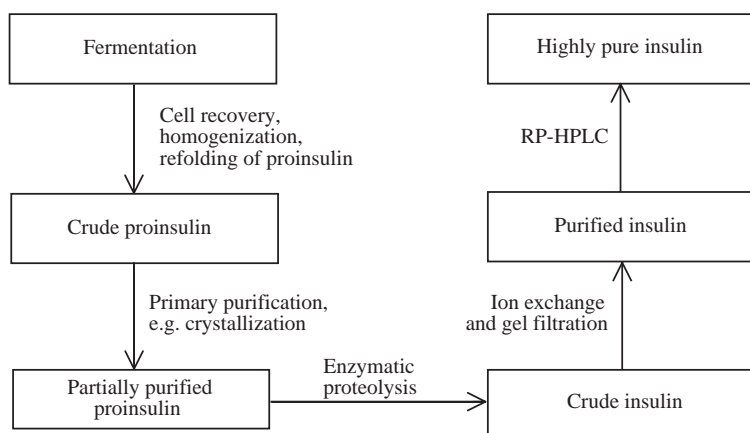 Fermentation
Cell recovery,
homogenization,
refolding of proinsulin
Crude proinsulin
Primary purification,
e.g. crystallization
Partially purified
proinsulin
Enzymatic
proteolysis
Crude insulin
Ion exchange
and gel filtration
Purified insulin
RP-HPLC
Highly pure insulin